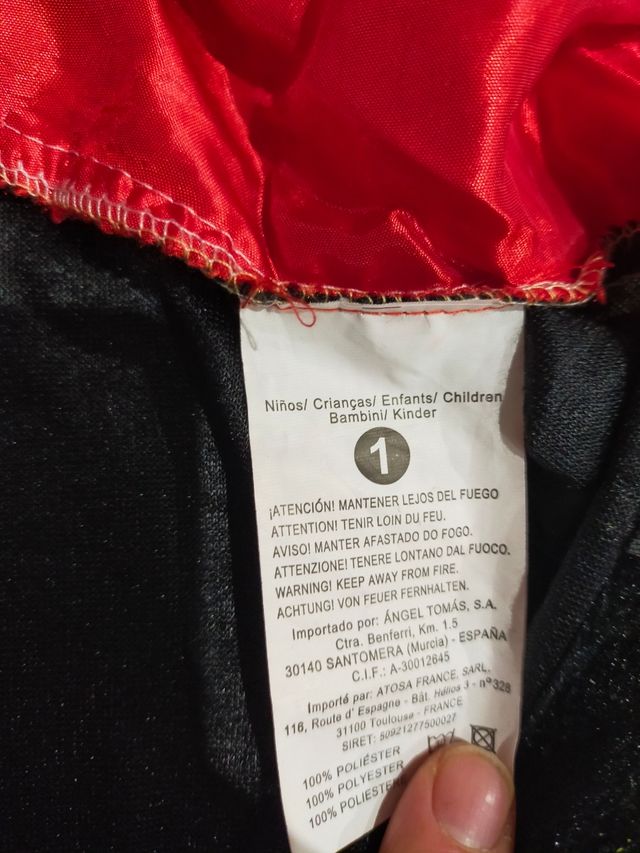 Niños/ Crianças/ Enfants/ Children
Bambini/ Kinder
1
¡ATENCIÓN! MANTENER LEJOS DEL FUEGO
ATTENTION! TENIR LOIN DU FEU.
AVISO! MANTER AFASTADO DO FOGO.
ATTENZIONE! TENERE LONTANO DAL FUOCO.
WARNING! KEEP AWAY FROM FIRE.
ACHTUNG! VON FEUER FERNHALTEN.
Importado por: ÁNGEL TOMÁS, S.A.
Ctra. Benferri, Km. 1.5
30140 SANTOMERA (Murcia) - ESPAÑA
C.I.F.: A-30012645
Importé par: ATOSA FRANCE, SARL.
116, Route d' Espagne - Bât. Hélios 3 - nº328
31100 Toulouse - FRANCE
SIRET: 50921277500027
100% POLIÉSTER
100% POLYESTER
100% POLIESTER